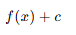 f(x) + c